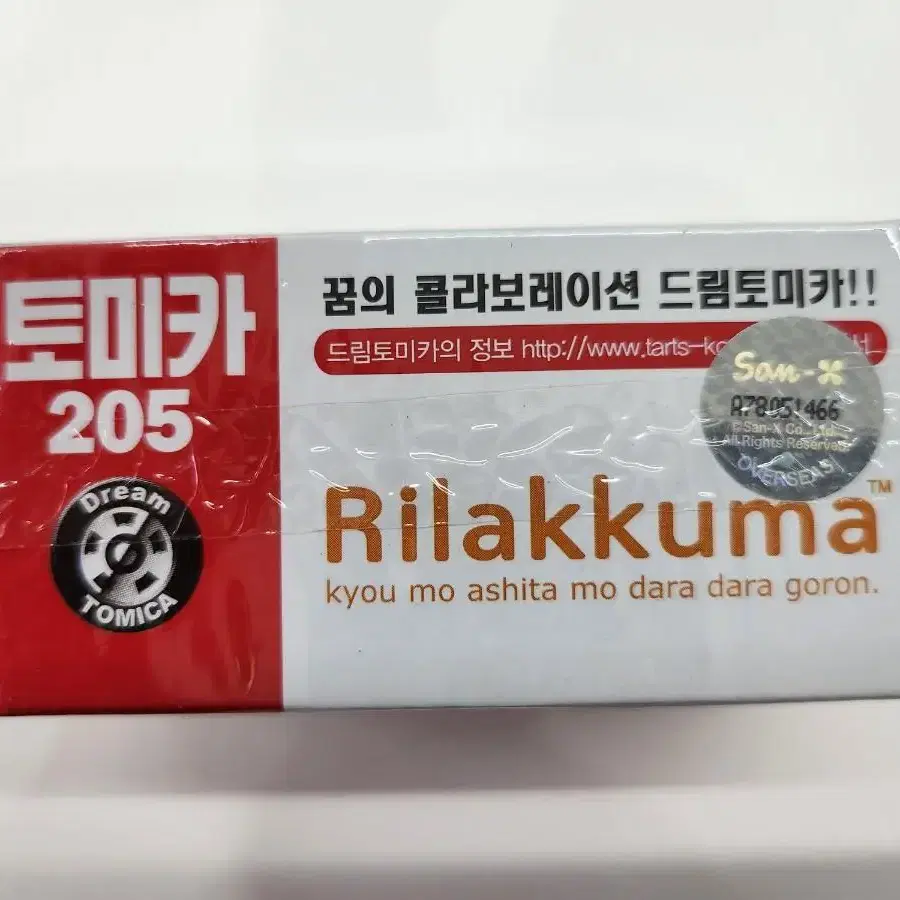 토미카
205
Dream
TOMICA
꿈의 콜라보레이션 드림토미카!!
드림토미카의 정보 http://www.tarts-ko
San-X
A78051466
© San-X Co., Ltd.
All Rights Reserved.
OVERSEAS
Rilakkuma™
kyou mo ashita mo dara dara goron.